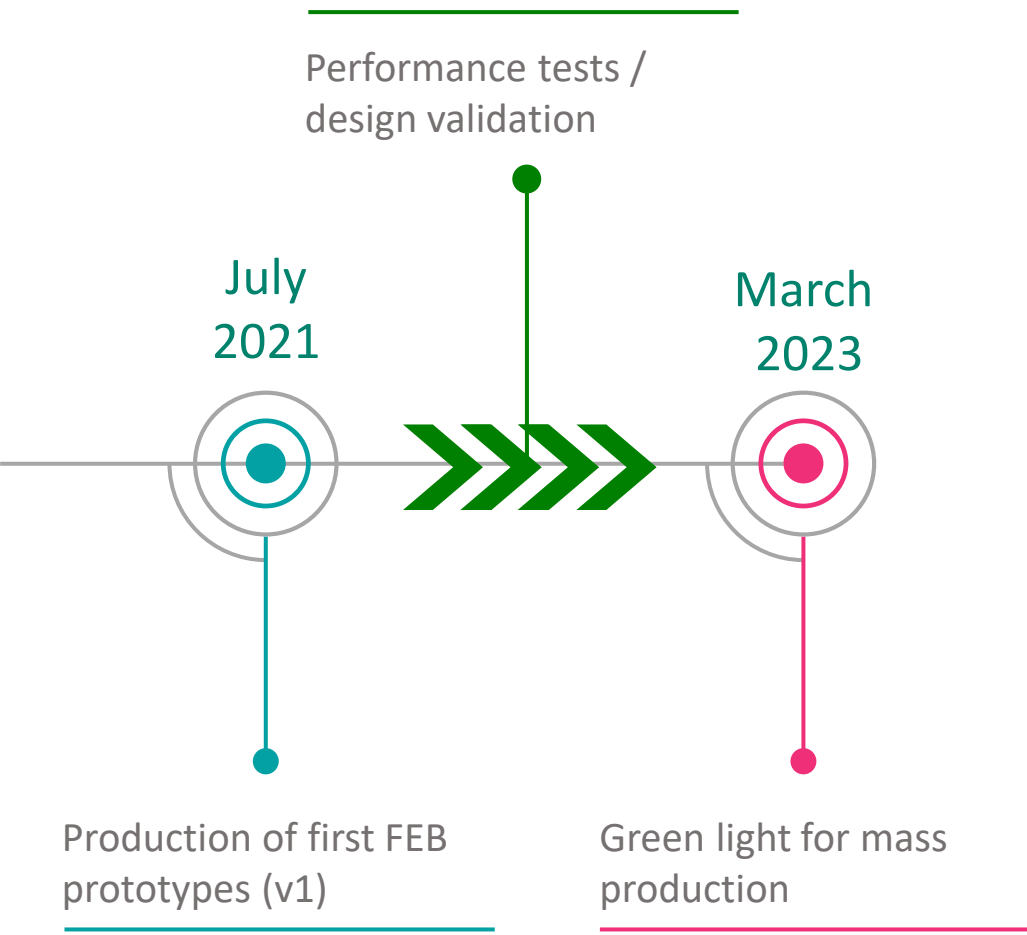 Performance tests /
design validation
July
2021
March
2023
Production of first FEB
prototypes (v1)
Green light for mass
production